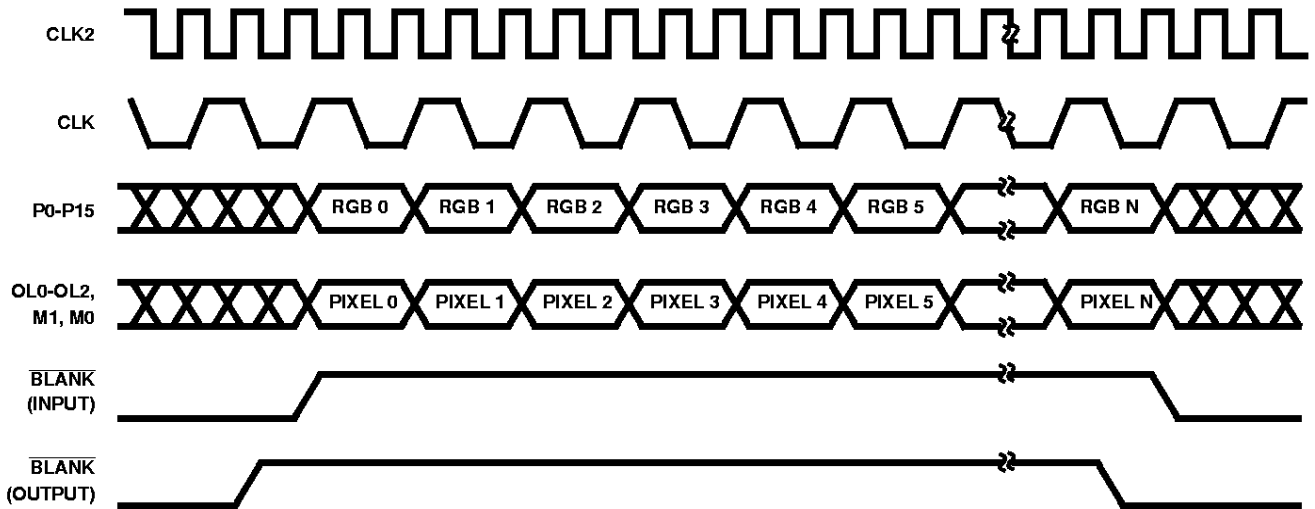 CLK2
CLK
P0-P15
RGB 0 RGB 1 RGB 2 RGB 3 RGB 4 RGB 5 RGB N
OL0-OL2,
M1, M0
PIXEL 0 PIXEL 1 PIXEL 2 PIXEL 3 PIXEL 4 PIXEL 5 PIXEL N
BLANK
(INPUT)
BLANK
(OUTPUT)